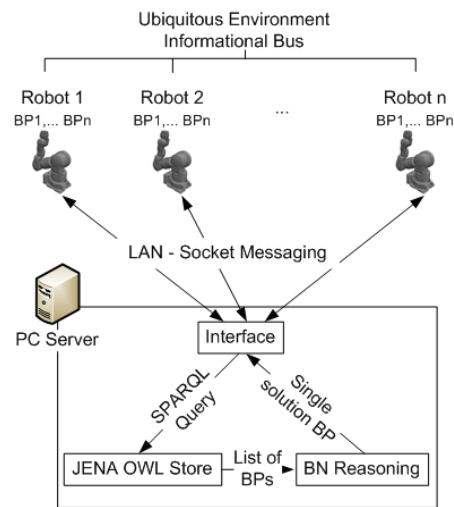 Ubiquitous Environment
Informational Bus
Robot 1
BP1,... BPn
Robot 2
BP1,... BPn
...
Robot n
BP1,... BPn
LAN - Socket Messaging
PC Server
Interface
SPARQL
Query
Single
solution BP
JENA OWL Store
List of
BPs
BN Reasoning